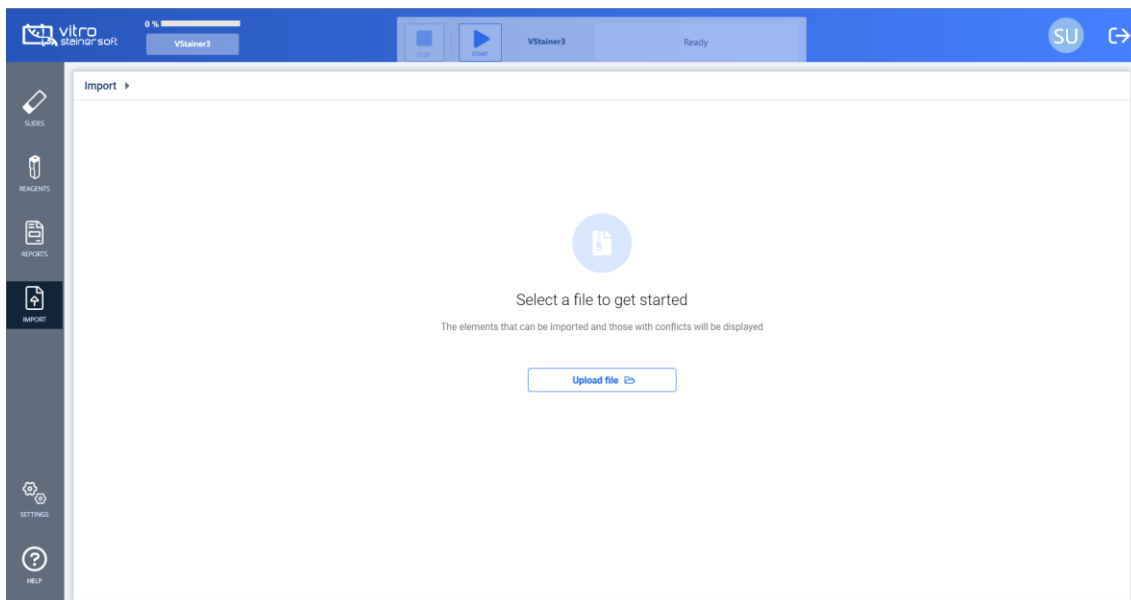 vitro
stainer soft
0 %
VStainer3
STOP
START
VStainer3
Ready
SU
Import
SLIDES
REAGENTS
REPORTS
IMPORT
Select a file to get started
The elements that can be imported and those with conflicts will be displayed
Upload file
SETTINGS
HELP